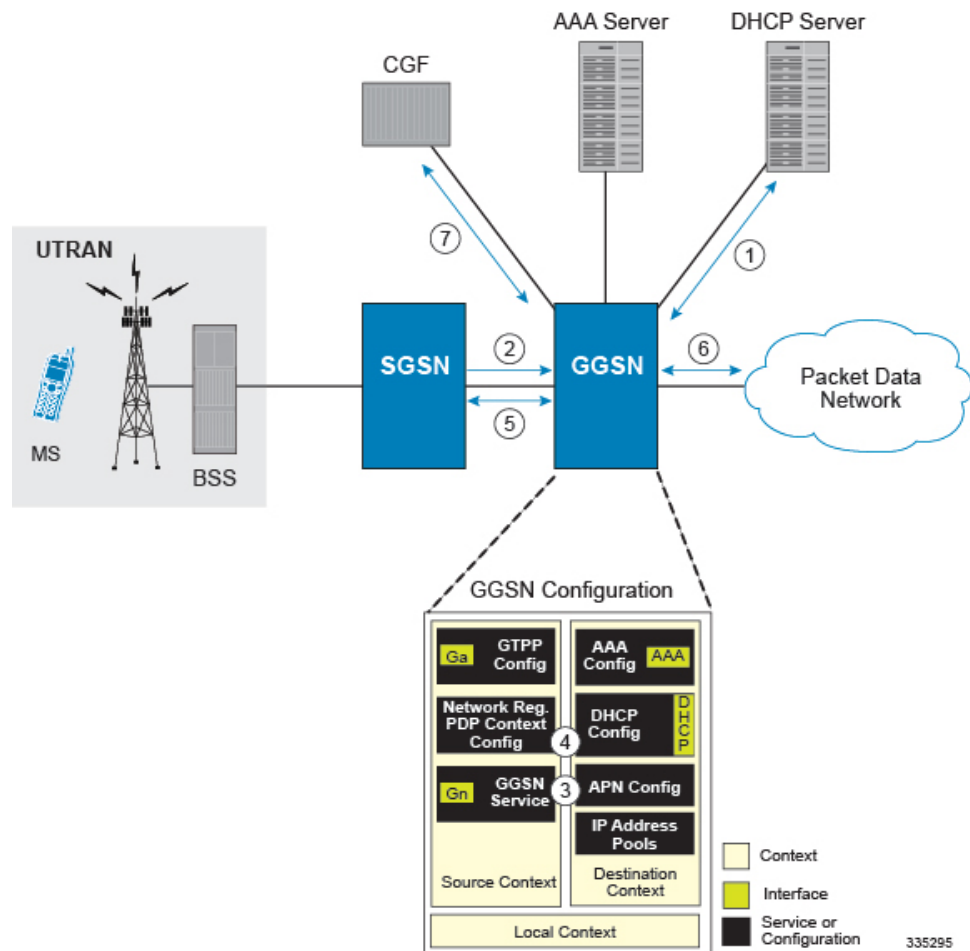 AAA Server
DHCP Server
CGF
7
1
UTRAN
SGSN
2
5
GGSN
6
Packet Data
Network
MS
BSS
GGSN Configuration
Ga
GTPP
Config
AAA
Config
AAA
Network Reg.
PDP Context
Config
4
DHCP
Config
DHCP
Gn
GGSN
Service
3
APN Config
IP Address
Pools
Source Context
Destination
Context
Local Context
Context
Interface
Service or
Configuration
335295